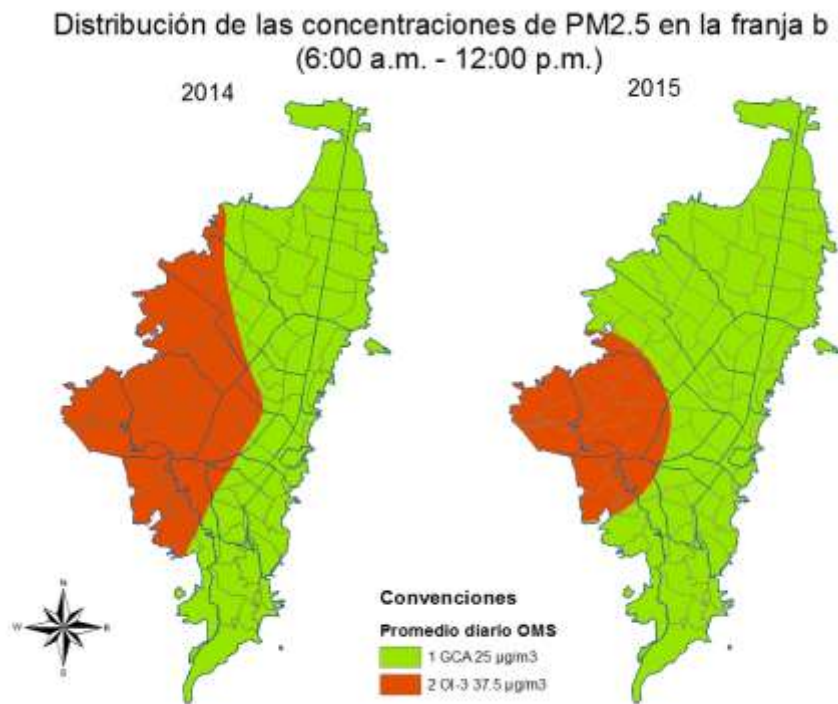 Distribución de las concentraciones de PM2.5 en la franja b
(6:00 a.m. - 12:00 p.m.)
2014
2015
N
W
S
Convenciones
Promedio diario OMS
1 GCA 25 µg/m3
2 OI-3 37.5 µg/m3